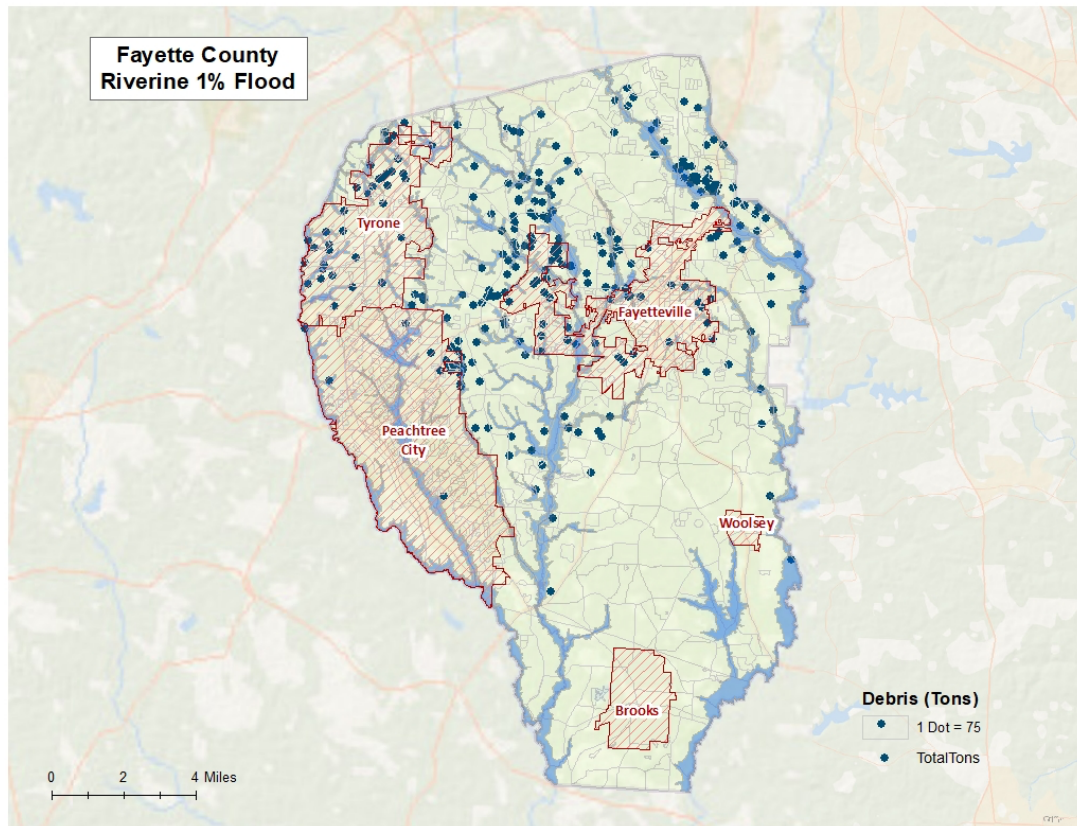 Fayette County
Riverine 1% Flood
Tyrone
Fayetteville
Peachtree
City
Woolsey
Brooks
Debris (Tons)
1 Dot = 75
TotalTons
0 2 4 Miles